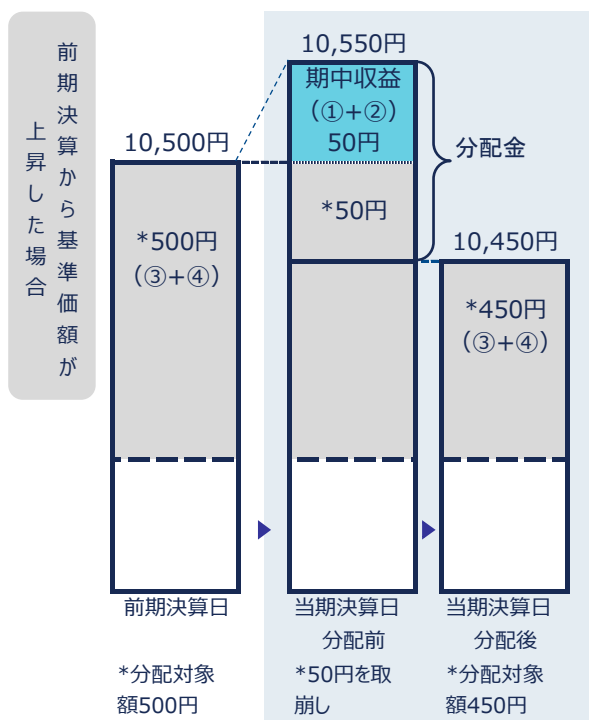 前期決算から基準価額が
上昇した場合
10,500円
*500円
（③+④）
前期決算日
*分配対象
額500円
10,550円
期中収益
（①+②）
50円
*50円
分配金
当期決算日
分配前
*50円を取
崩し
10,450円
*450円
（③+④）
当期決算日
分配後
*分配対象
額450円